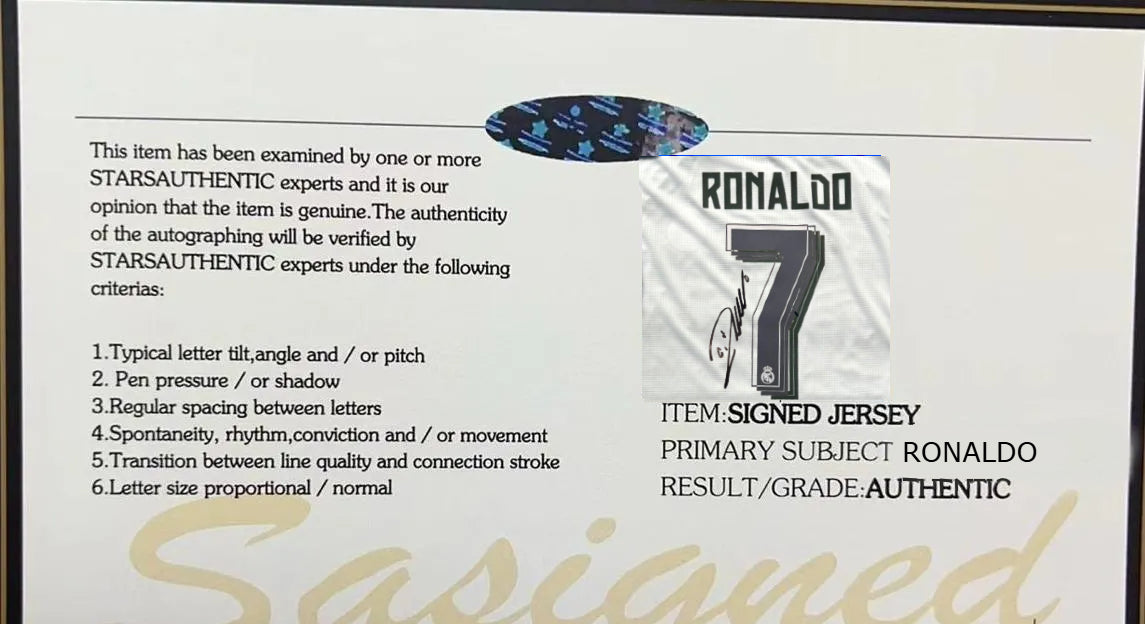 This item has been examined by one or more
STARSAUTHENTIC experts and it is our
opinion that the item is genuine.The authenticity
of the autographing will be verified by
STARSAUTHENTIC experts under the following
criterias:
1.Typical letter tilt,angle and / or pitch
2. Pen pressure / or shadow
3.Regular spacing between letters
4.Spontaneity, rhythm,conviction and / or movement
5.Transition between line quality and connection stroke
6.Letter size proportional / normal
RONALDO
7
ITEM:SIGNED JERSEY
PRIMARY SUBJECT RONALDO
RESULT/GRADE:AUTHENTIC
Sasigned